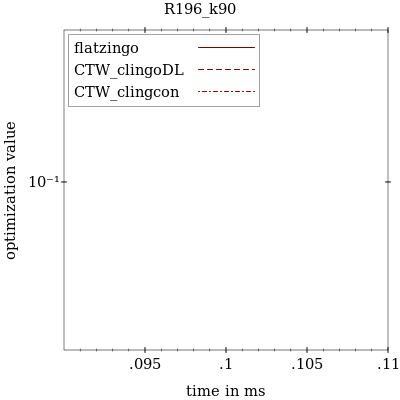 R196_k90
flatzingo
CTW_clingoDL
CTW_clingcon
optimization value
10⁻¹
.095 .1 .105 .11
time in ms